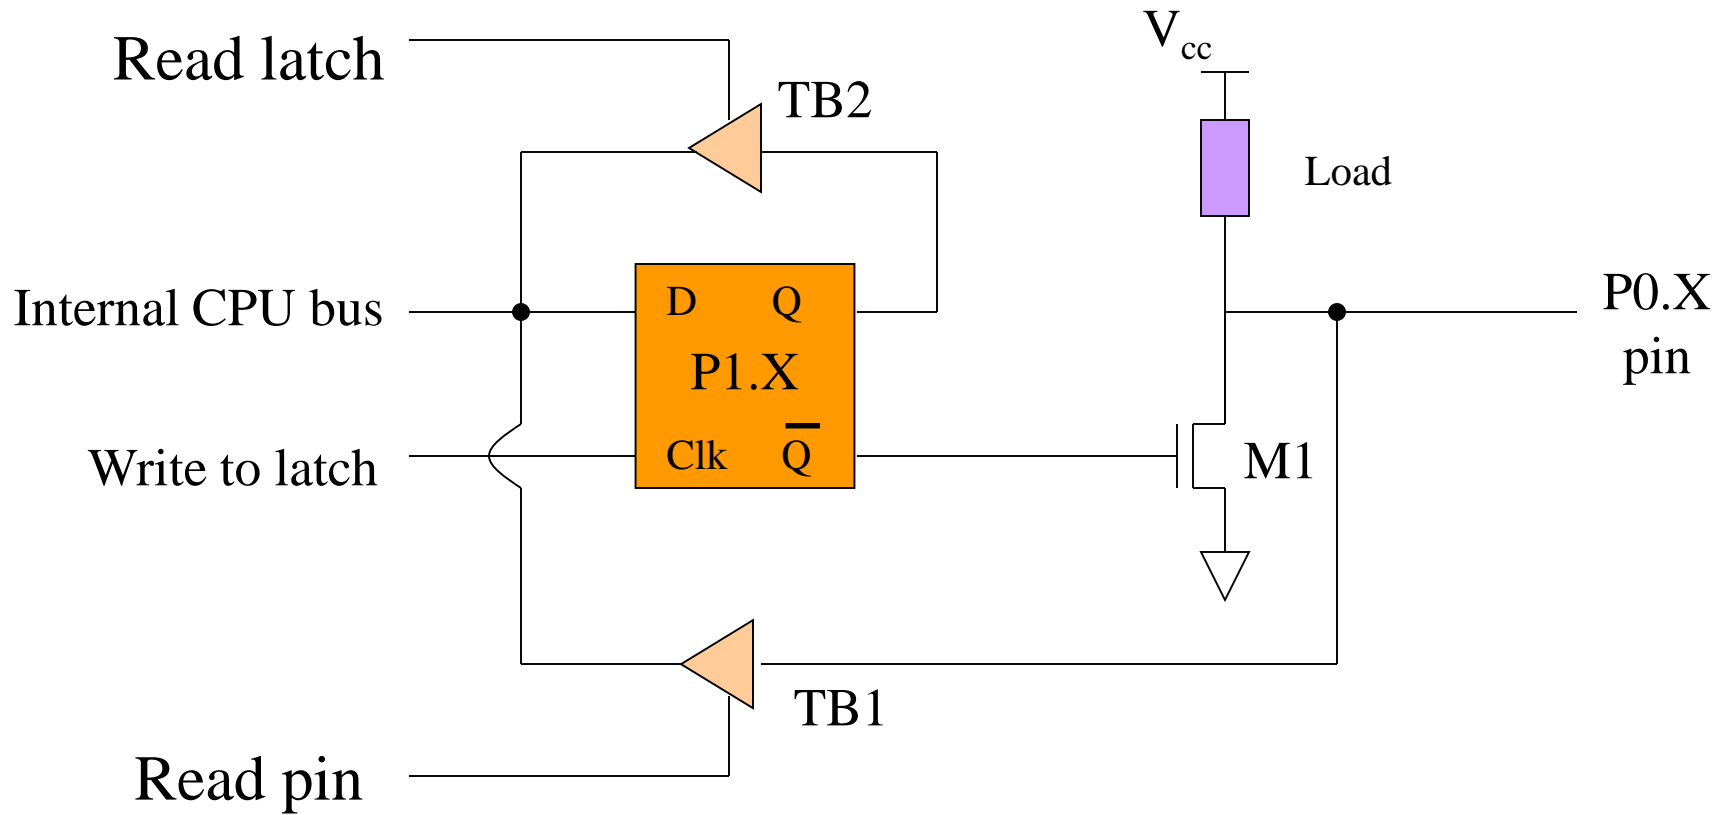 Read latch
Vcc
TB2
Load
Internal CPU bus
D Q
P0.X
pin
P1.X
Write to latch
Clk Q̅
M1
TB1
Read pin